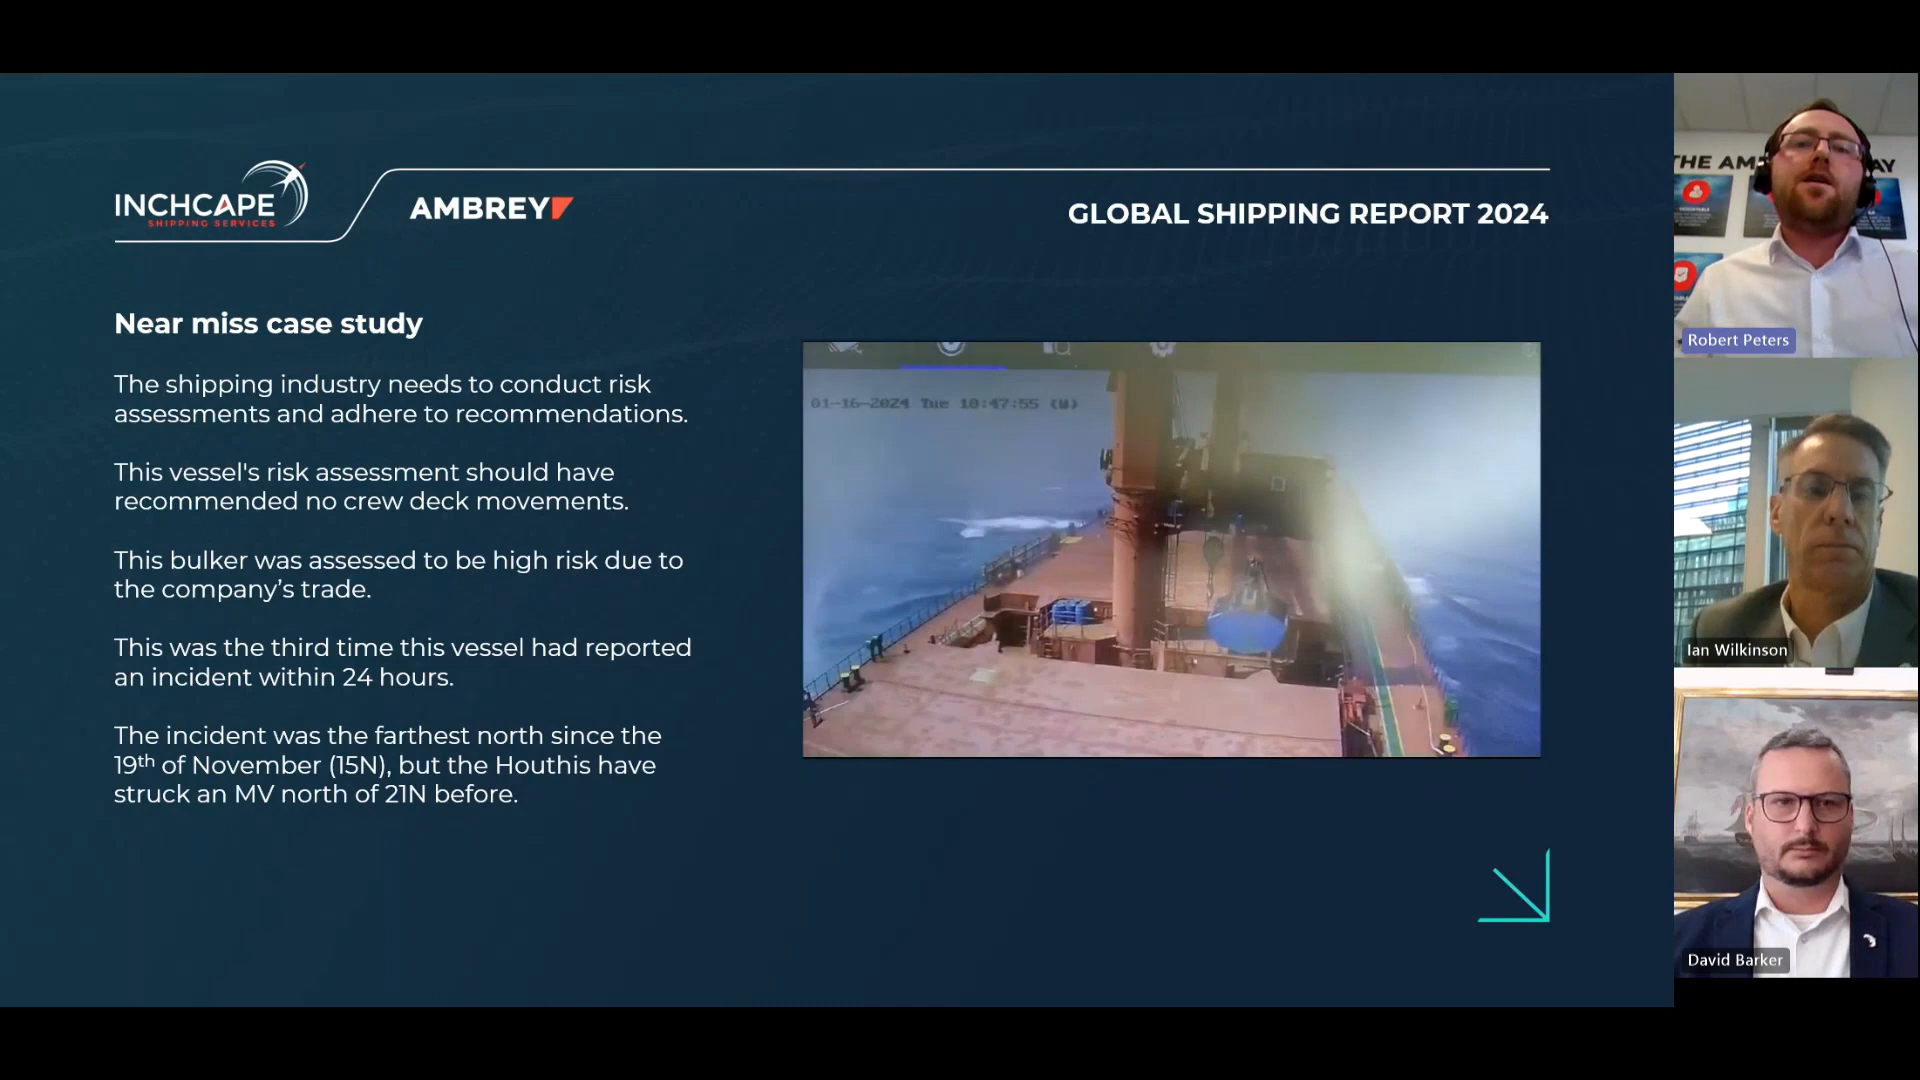 INCHCAPE
SHIPPING SERVICES
AMBREY
GLOBAL SHIPPING REPORT 2024
Near miss case study
The shipping industry needs to conduct risk
assessments and adhere to recommendations.
This vessel's risk assessment should have
recommended no crew deck movements.
This bulker was assessed to be high risk due to
the company’s trade.
This was the third time this vessel had reported
an incident within 24 hours.
The incident was the farthest north since the
19th of November (15N), but the Houthis have
struck an MV north of 21N before.
01-16-2024 Tue 10:47:55 (W)
THE AM AY
Robert Peters
Ian Wilkinson
David Barker